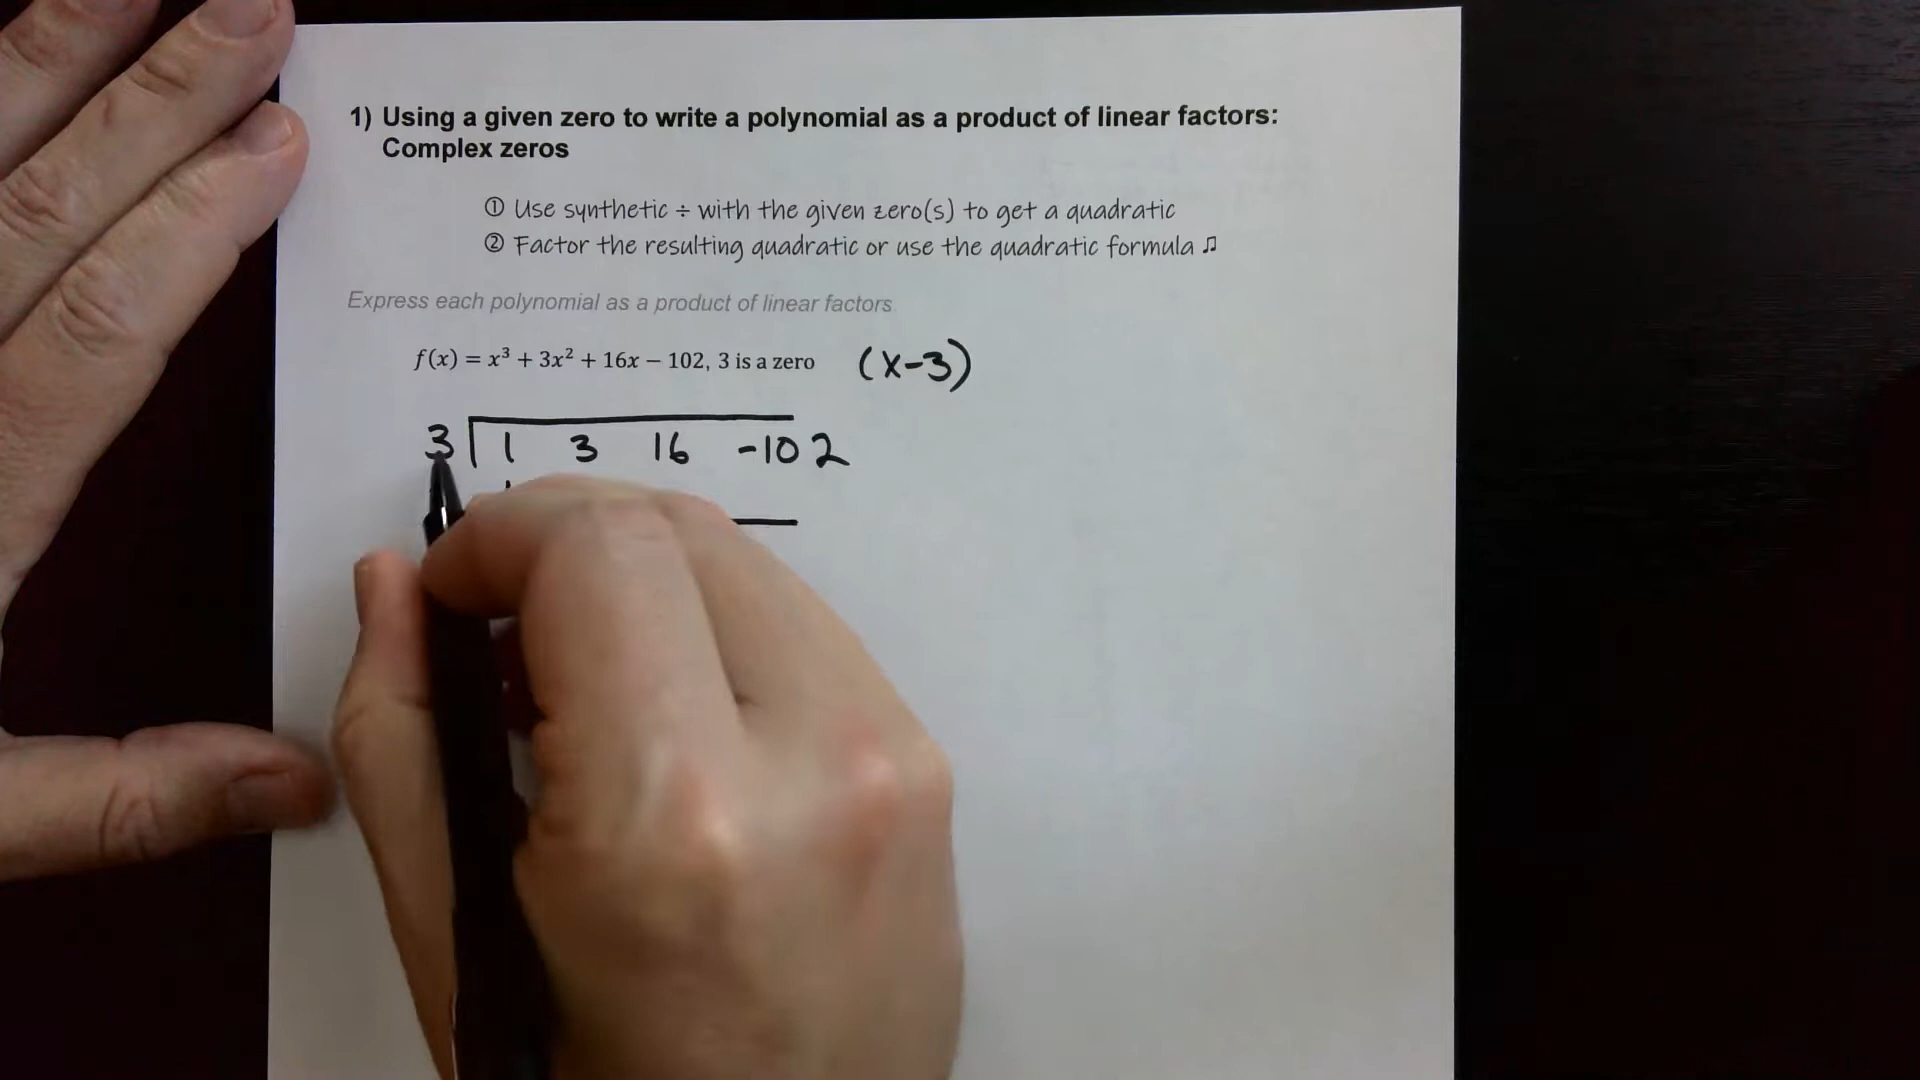 1) Using a given zero to write a polynomial as a product of linear factors:
Complex zeros
① Use synthetic ÷ with the given zero(s) to get a quadratic
② Factor the resulting quadratic or use the quadratic formula ♫
Express each polynomial as a product of linear factors
f(x) = x³ + 3x² + 16x − 102, 3 is a zero (x-3)
3 1 3 16 -102